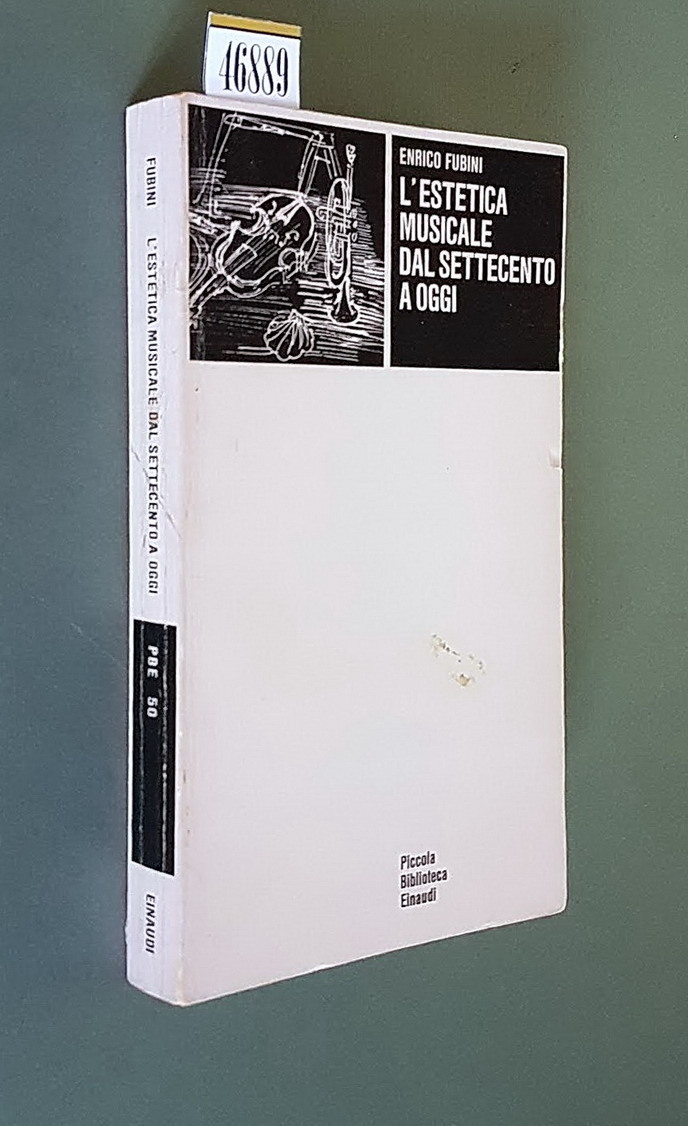 46889
ENRICO FUBINI
L'ESTETICA
MUSICALE
DAL SETTECENTO
A OGGI
Piccola
Biblioteca
Einaudi
FUBINI L'ESTETICA MUSICALE DAL SETTECENTO A OGGI
PBE 50
EINAUDI